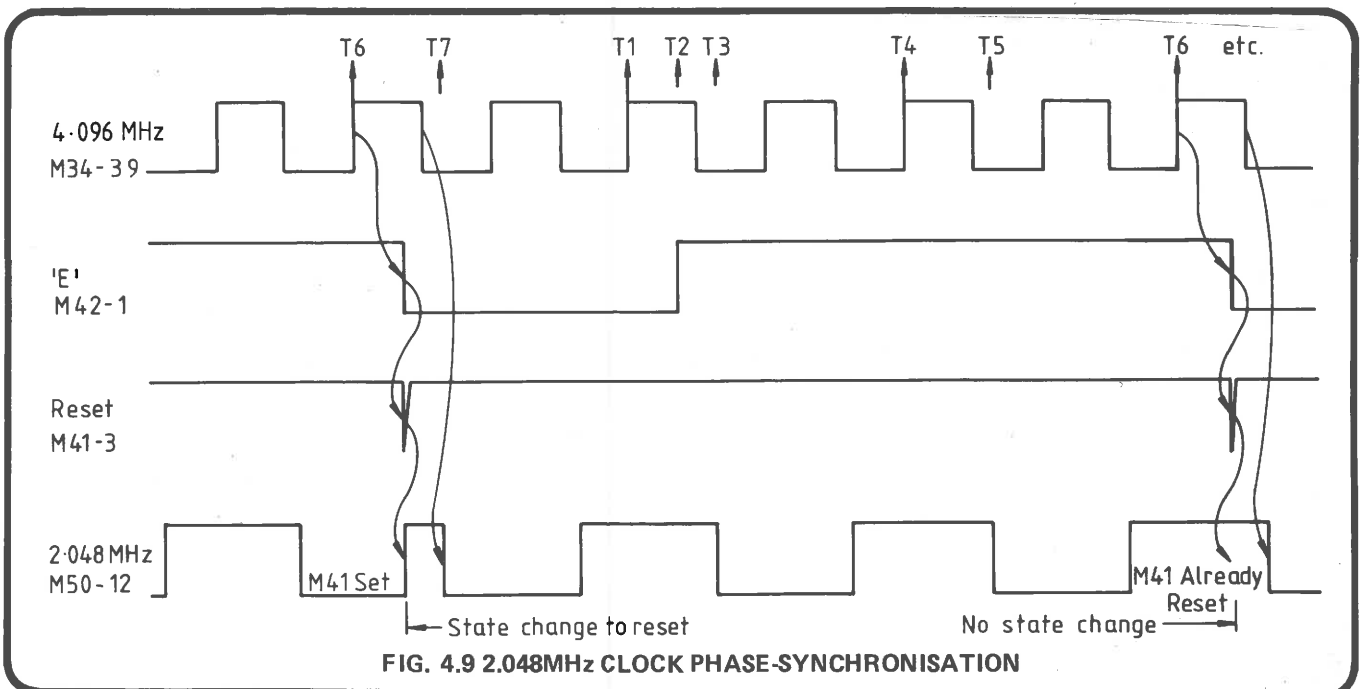 T6 T7 T1 T2 T3 T4 T5 T6 etc.
4·096 MHz
M34-39
'E'
M42-1
Reset
M41-3
2·048MHz
M50-12
M41 Set
M41 Already
Reset
State change to reset
No state change
FIG. 4.9 2.048MHz CLOCK PHASE-SYNCHRONISATION